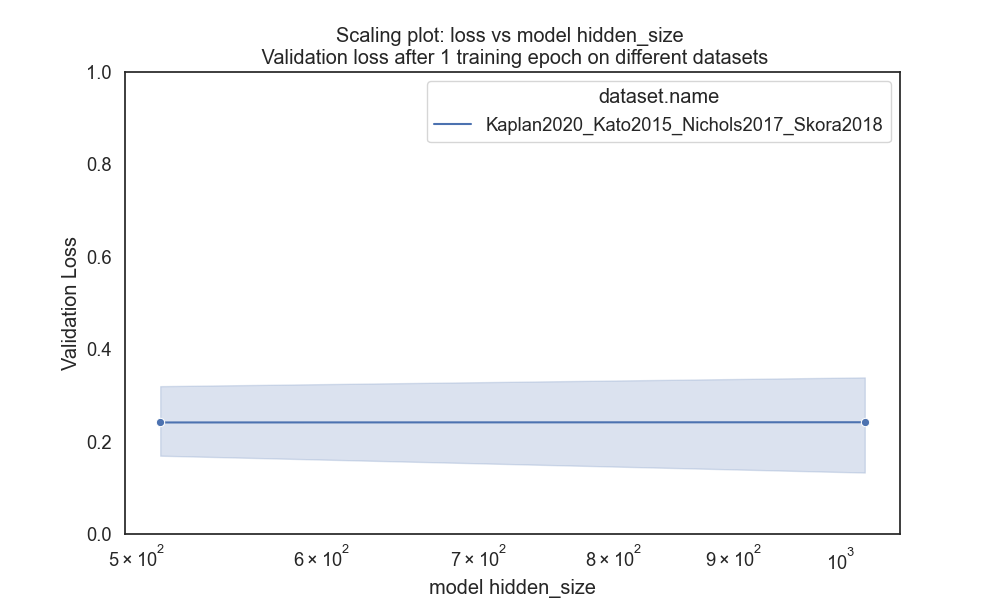 Scaling plot: loss vs model hidden_size
Validation loss after 1 training epoch on different datasets
dataset.name
Kaplan2020_Kato2015_Nichols2017_Skora2018
Validation Loss
1.0
0.8
0.6
0.4
0.2
0.0
5 × 10² 6 × 10² 7 × 10² 8 × 10² 9 × 10² 10³
model hidden_size